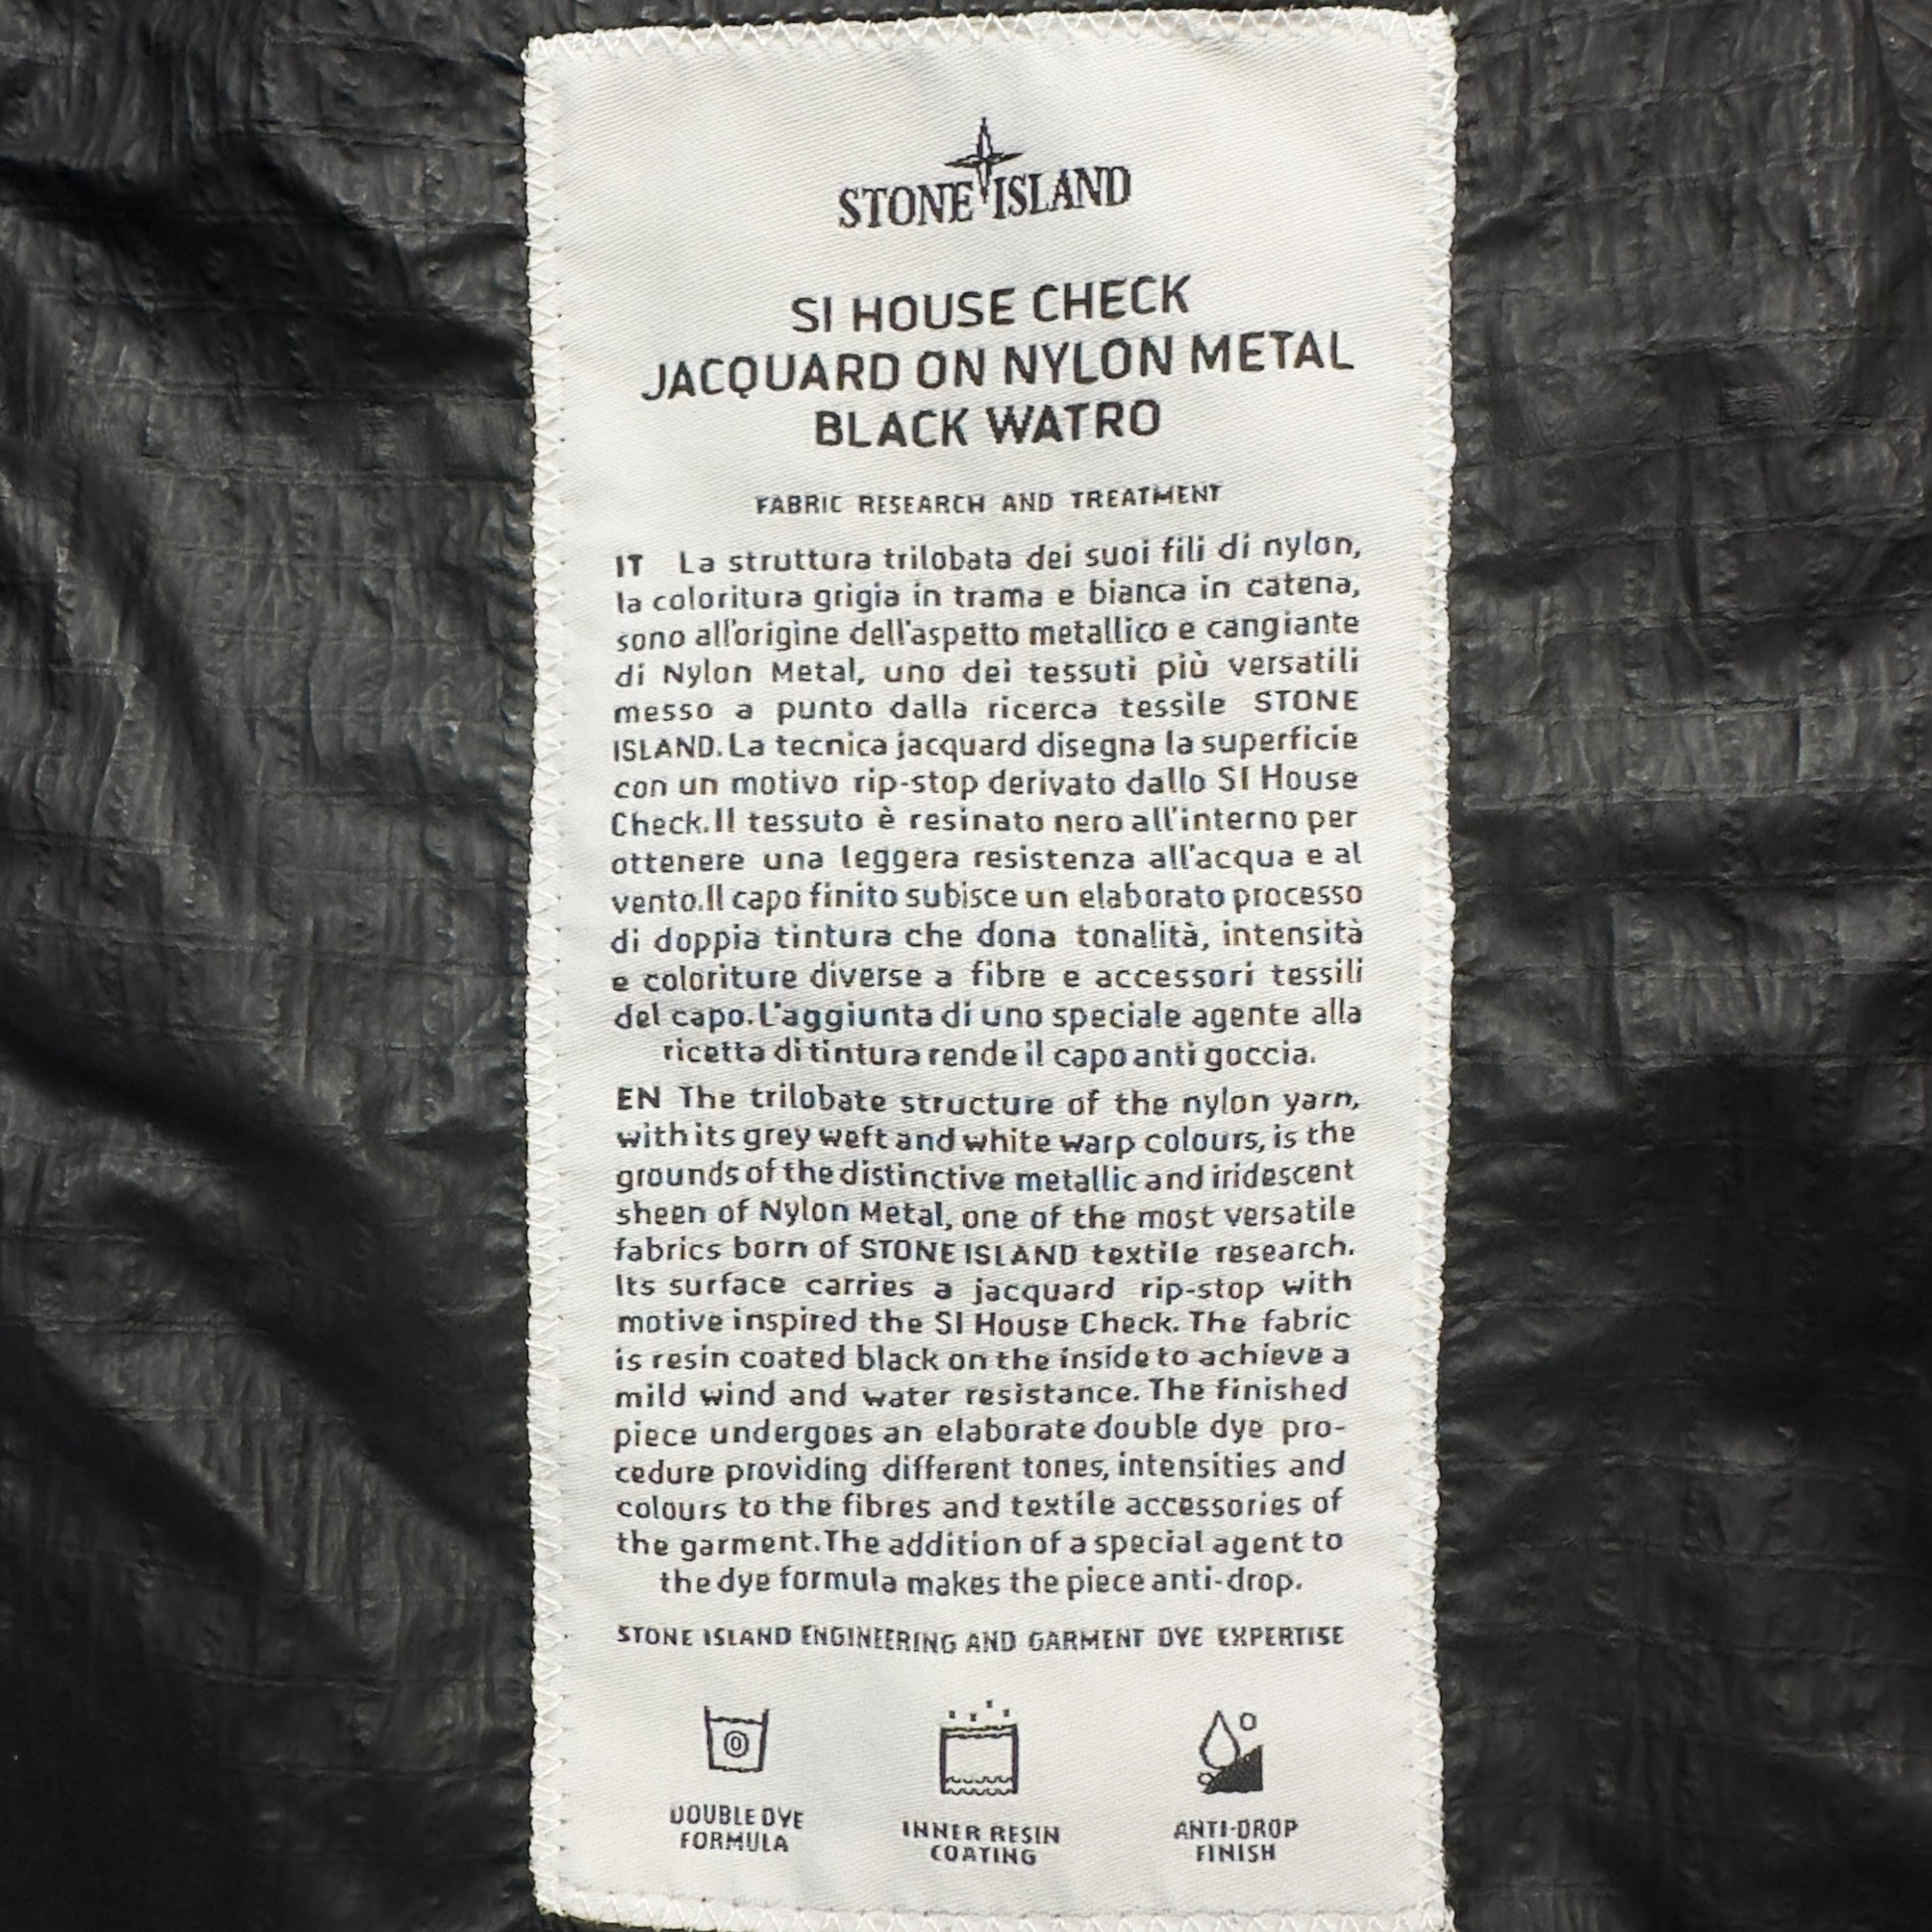 STONE ISLAND
SI HOUSE CHECK
JACQUARD ON NYLON METAL
BLACK WATRO
FABRIC RESEARCH AND TREATMENT
IT La struttura trilobata dei suoi fili di nylon,
la coloritura grigia in trama e bianca in catena,
sono all'origine dell'aspetto metallico e cangiante
di Nylon Metal, uno dei tessuti più versatili
messo a punto dalla ricerca tessile STONE
ISLAND. La tecnica jacquard disegna la superficie
con un motivo rip-stop derivato dallo SI House
Check. Il tessuto è resinato nero all'interno per
ottenere una leggera resistenza all'acqua e al
vento. Il capo finito subisce un elaborato processo
di doppia tintura che dona tonalità, intensità
e coloriture diverse a fibre e accessori tessili
del capo. L'aggiunta di uno speciale agente alla
ricetta di tintura rende il capo anti goccia.
EN The trilobate structure of the nylon yarn,
with its grey weft and white warp colours, is the
grounds of the distinctive metallic and iridescent
sheen of Nylon Metal, one of the most versatile
fabrics born of STONE ISLAND textile research.
Its surface carries a jacquard rip-stop with
motive inspired the SI House Check. The fabric
is resin coated black on the inside to achieve a
mild wind and water resistance. The finished
piece undergoes an elaborate double dye pro-
cedure providing different tones, intensities and
colours to the fibres and textile accessories of
the garment. The addition of a special agent to
the dye formula makes the piece anti-drop.
STONE ISLAND ENGINEERING AND GARMENT DYE EXPERTISE
DOUBLE DYE
FORMULA
INNER RESIN
COATING
ANTI-DROP
FINISH